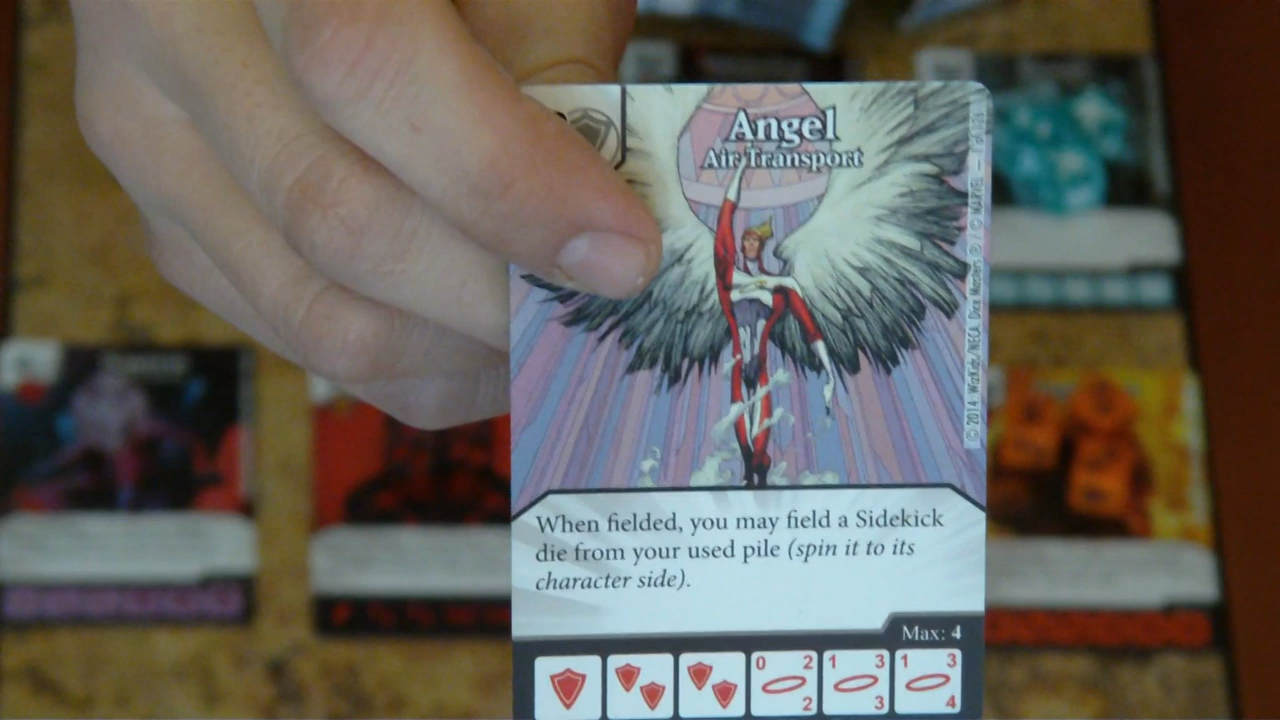 Angel
Air Transport
© 2014 WizKids/NECA Dice Masters ® / © MARVEL
When fielded, you may field a Sidekick
die from your used pile (spin it to its
character side).
Max: 4
0 2 2
1 3 3
1 3 4